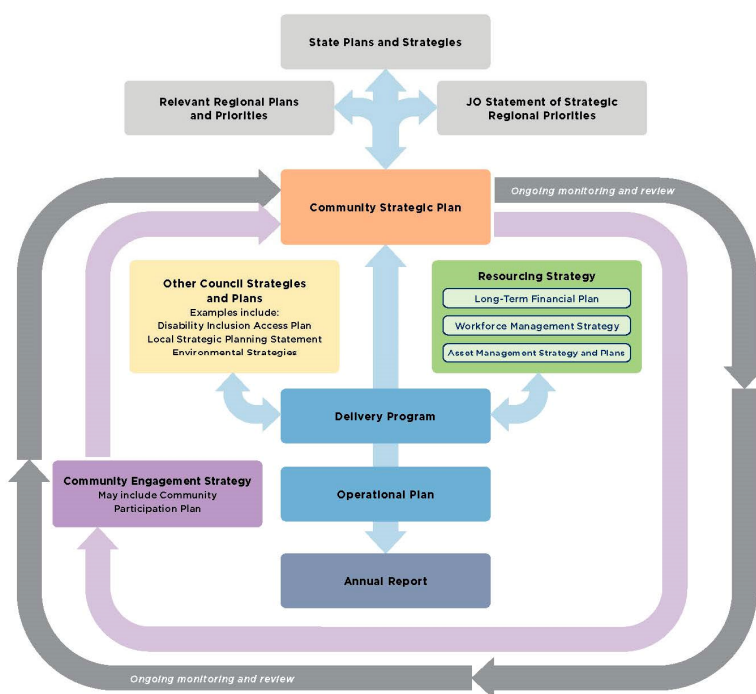 State Plans and Strategies
Relevant Regional Plans
and Priorities
JO Statement of Strategic
Regional Priorities
Ongoing monitoring and review
Community Strategic Plan
Other Council Strategies
and Plans
Examples include:
Disability Inclusion Access Plan
Local Strategic Planning Statement
Environmental Strategies
Resourcing Strategy
Long-Term Financial Plan
Workforce Management Strategy
Asset Management Strategy and Plans
Delivery Program
Community Engagement Strategy
May include Community
Participation Plan
Operational Plan
Annual Report
Ongoing monitoring and review